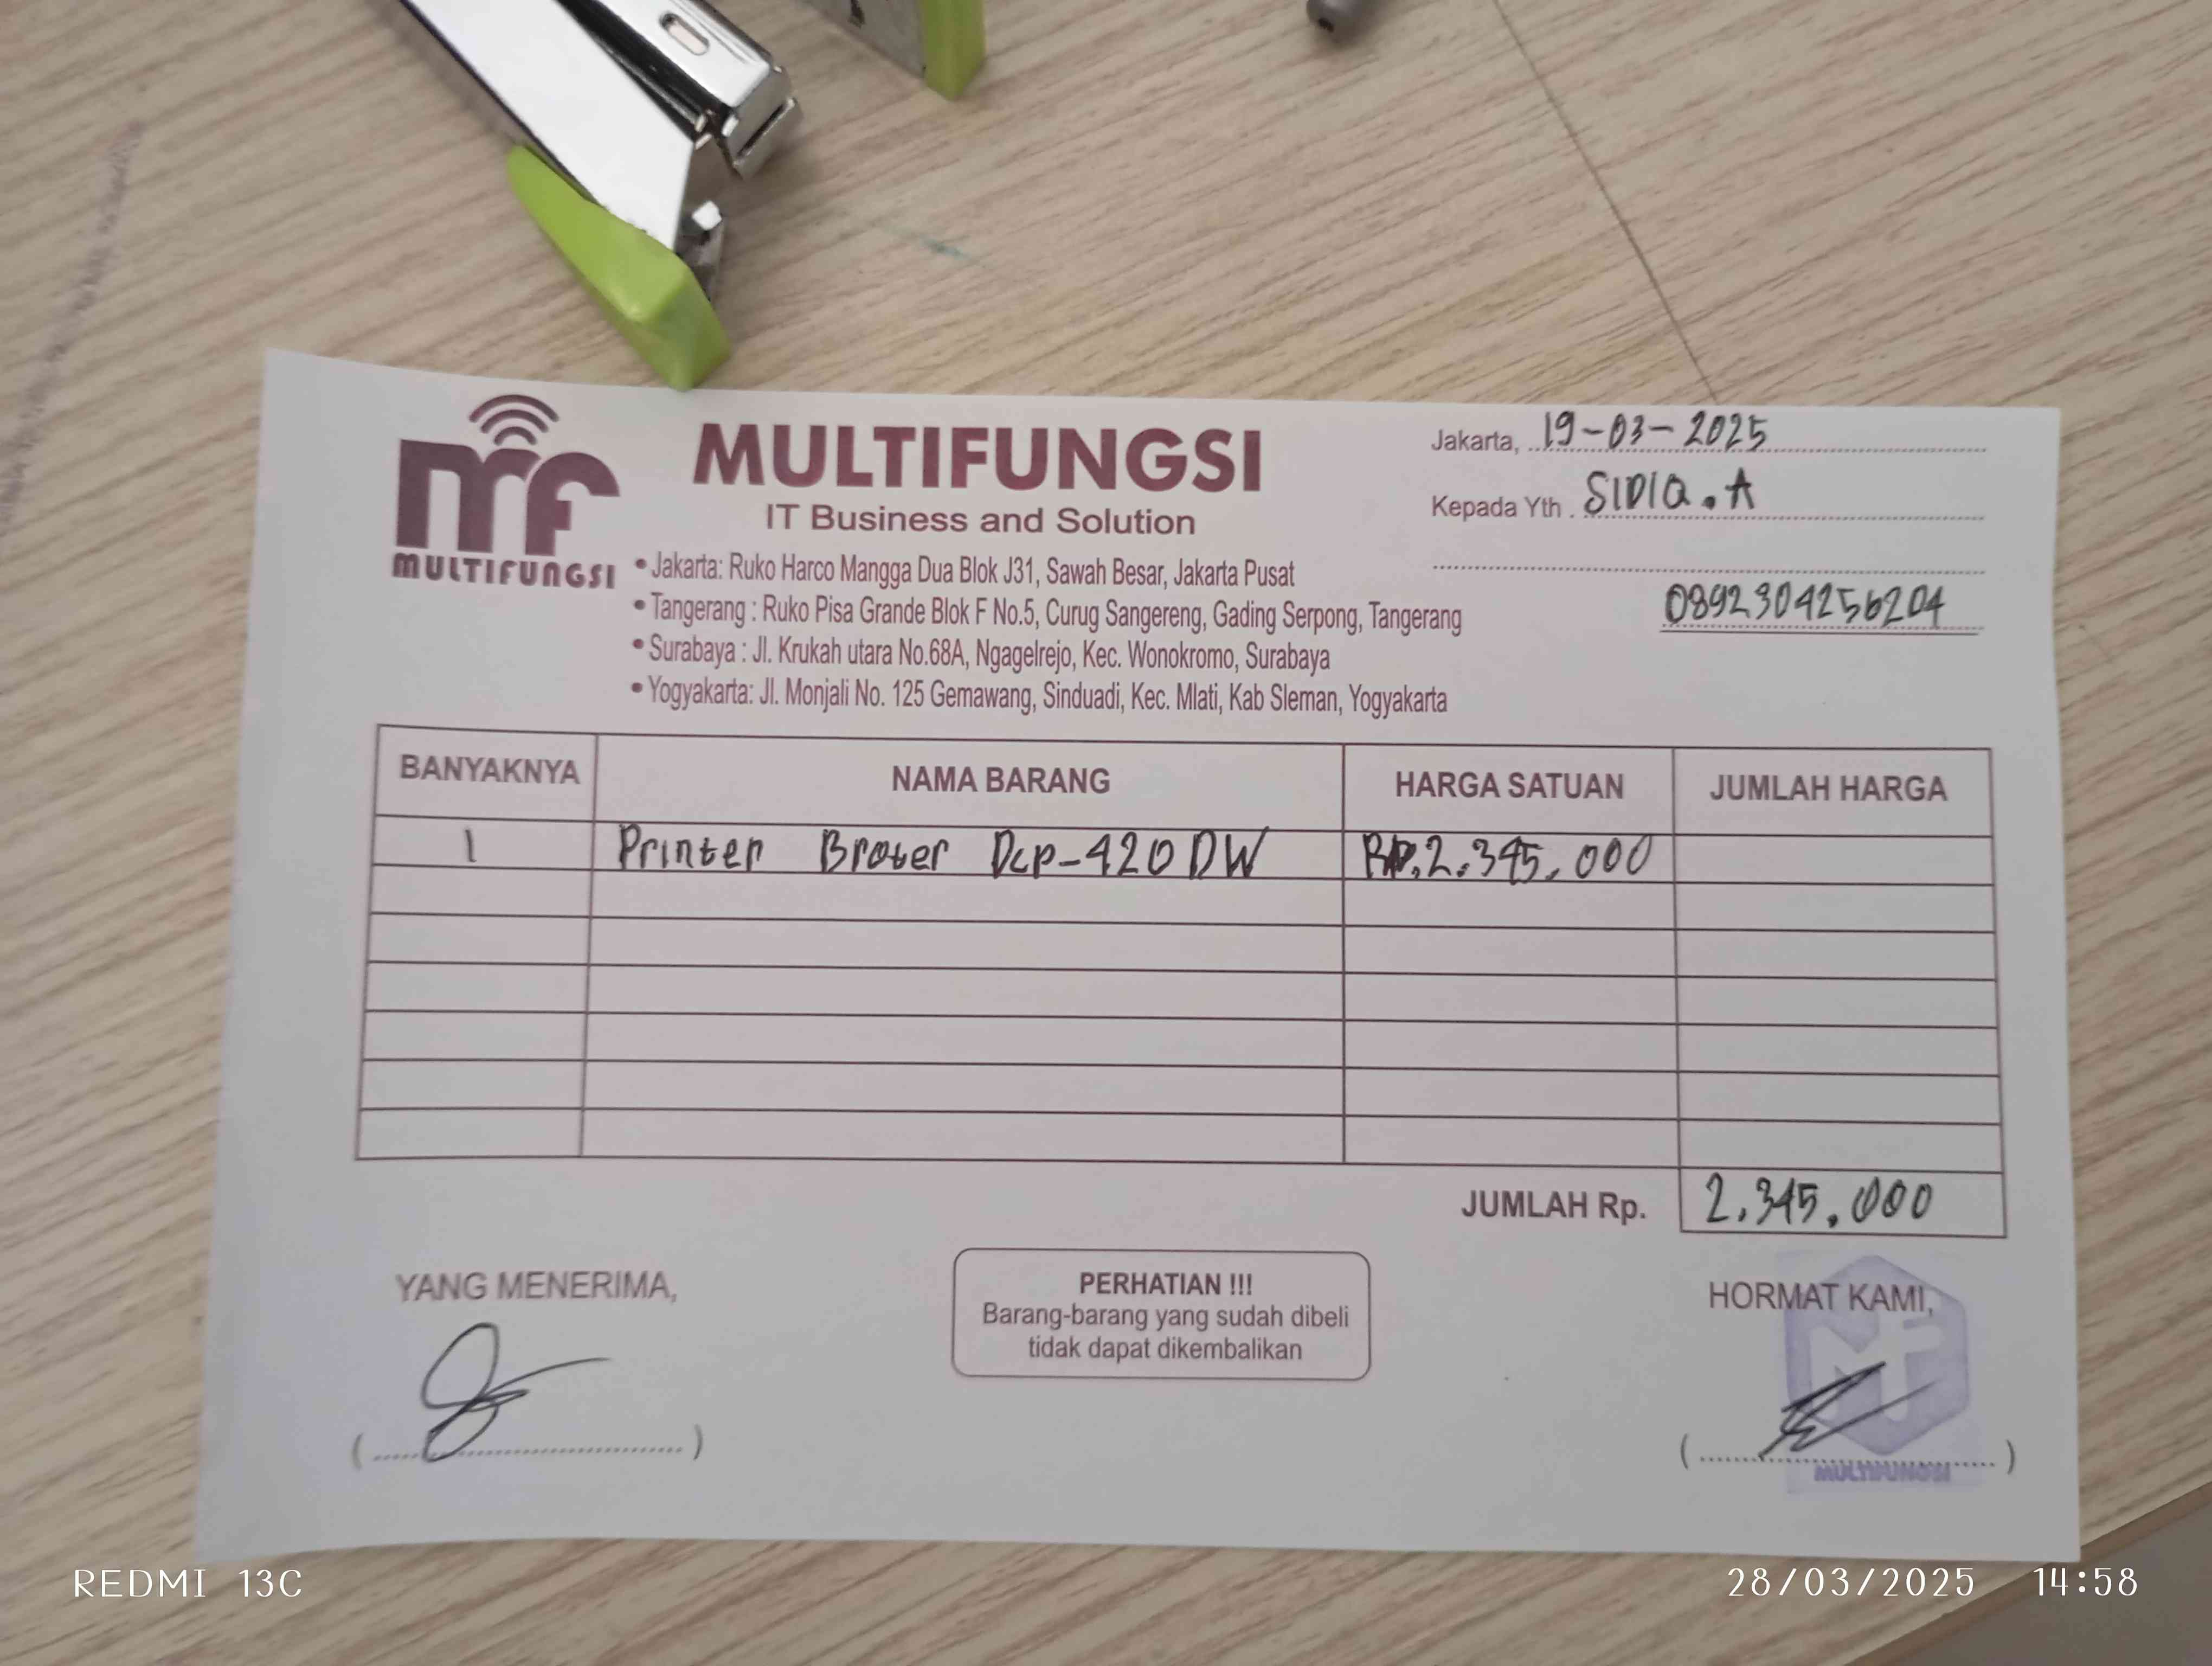 MULTIFUNGSI
MULTIFUNGSI
IT Business and Solution
• Jakarta: Ruko Harco Mangga Dua Blok J31, Sawah Besar, Jakarta Pusat
• Tangerang : Ruko Pisa Grande Blok F No.5, Curug Sangereng, Gading Serpong, Tangerang
• Surabaya : Jl. Krukah utara No.68A, Ngagelrejo, Kec. Wonokromo, Surabaya
• Yogyakarta: Jl. Monjali No. 125 Gemawang, Sinduadi, Kec. Mlati, Kab Sleman, Yogyakarta
Jakarta, 19-03-2025
Kepada Yth. SIDIQ.A
0892304256204
BANYAKNYA NAMA BARANG HARGA SATUAN JUMLAH HARGA
1 Printer Broter Dcp-420 DW Rp.2.345.000
JUMLAH Rp. 2.345.000
YANG MENERIMA,
PERHATIAN !!!
Barang-barang yang sudah dibeli
tidak dapat dikembalikan
HORMAT KAMI,
MULTIFUNGSI
REDMI 13C
28/03/2025 14:58